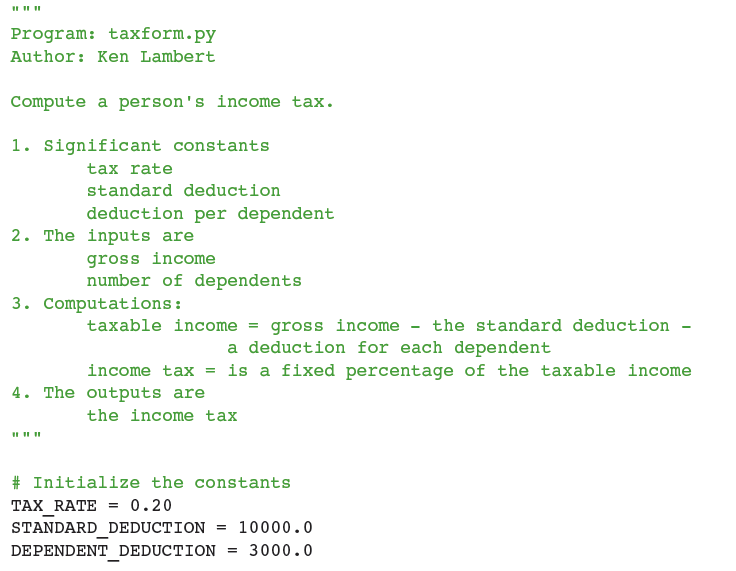 """
Program: taxform.py
Author: Ken Lambert
Compute a person's income tax.
1. Significant constants
tax rate
standard deduction
deduction per dependent
2. The inputs are
gross income
number of dependents
3. Computations:
taxable income = gross income - the standard deduction -
a deduction for each dependent
income tax = is a fixed percentage of the taxable income
4. The outputs are
the income tax
"""
# Initialize the constants
TAX_RATE = 0.20
STANDARD_DEDUCTION = 10000.0
DEPENDENT_DEDUCTION = 3000.0